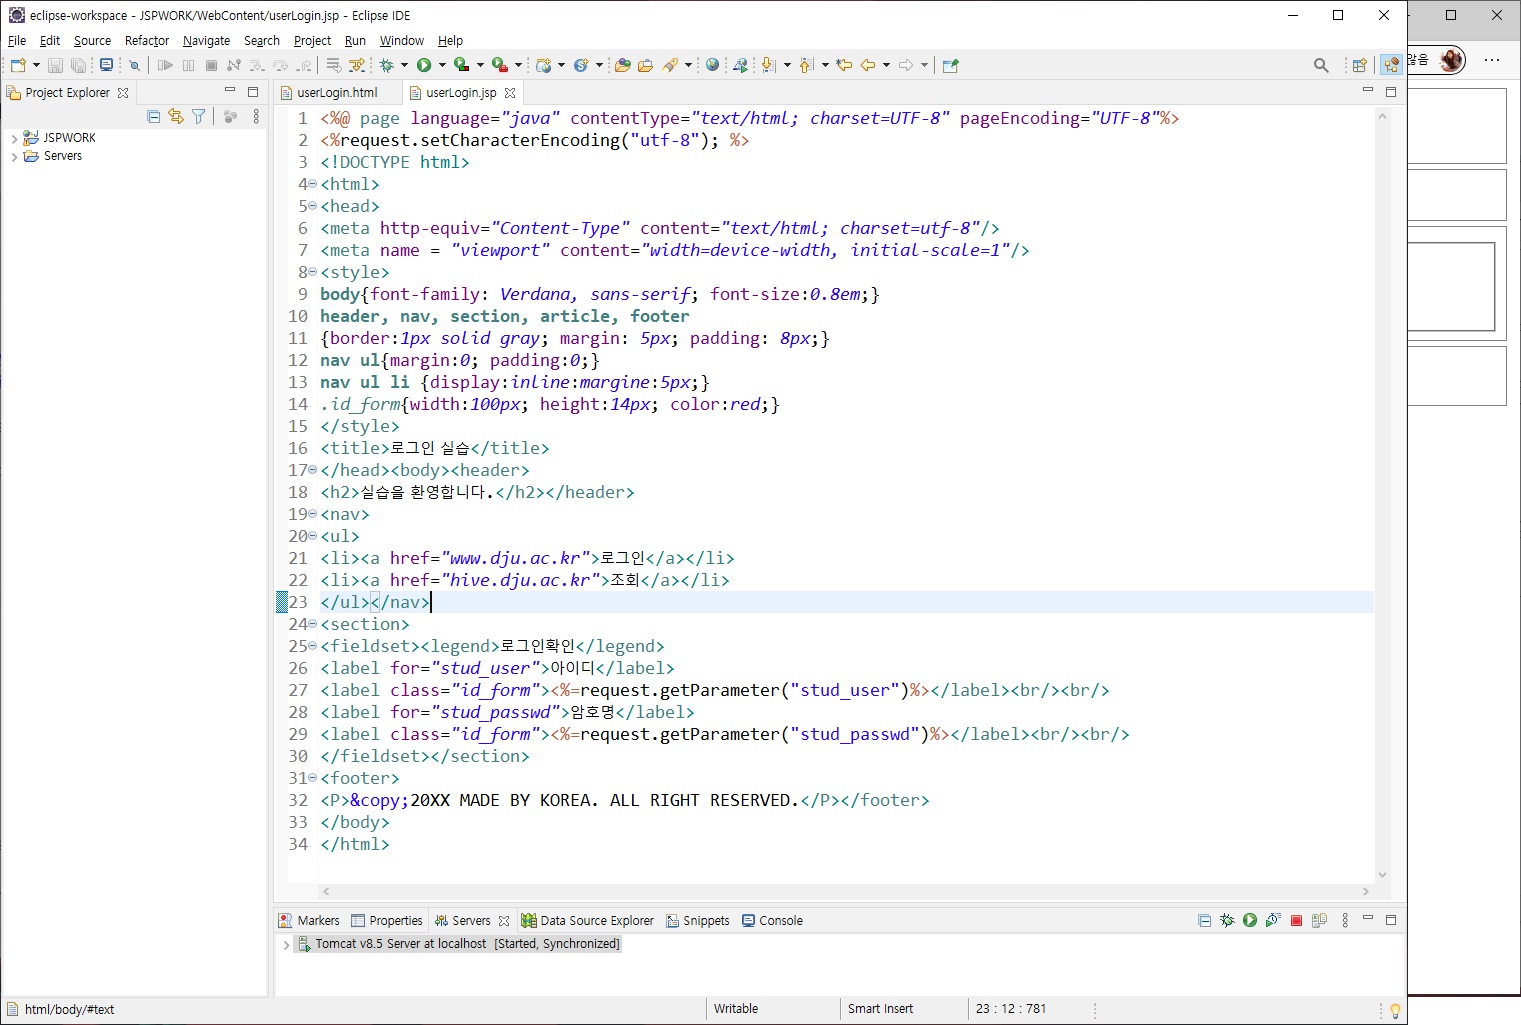 eclipse-workspace - JSPWORK/WebContent/userLogin.jsp - Eclipse IDE
File Edit Source Refactor Navigate Search Project Run Window Help
않음
Project Explorer
userLogin.html
userLogin.jsp
JSPWORK
Servers
1 <%@ page language="java" contentType="text/html; charset=UTF-8" pageEncoding="UTF-8"%>
2 <%request.setCharacterEncoding("utf-8"); %>
3 <!DOCTYPE html>
4 <html>
5 <head>
6 <meta http-equiv="Content-Type" content="text/html; charset=utf-8"/>
7 <meta name = "viewport" content="width=device-width, initial-scale=1"/>
8 <style>
9 body{font-family: Verdana, sans-serif; font-size:0.8em;}
10 header, nav, section, article, footer
11 {border:1px solid gray; margin: 5px; padding: 8px;}
12 nav ul{margin:0; padding:0;}
13 nav ul li {display:inline:margine:5px;}
14 .id_form{width:100px; height:14px; color:red;}
15 </style>
16 <title>로그인 실습</title>
17 </head><body><header>
18 <h2>실습을 환영합니다.</h2></header>
19 <nav>
20 <ul>
21 <li><a href="www.dju.ac.kr">로그인</a></li>
22 <li><a href="hive.dju.ac.kr">조회</a></li>
23 </ul></nav>
24 <section>
25 <fieldset><legend>로그인확인</legend>
26 <label for="stud_user">아이디</label>
27 <label class="id_form"><%=request.getParameter("stud_user")%></label><br/><br/>
28 <label for="stud_passwd">암호명</label>
29 <label class="id_form"><%=request.getParameter("stud_passwd")%></label><br/><br/>
30 </fieldset></section>
31 <footer>
32 <P>&copy;20XX MADE BY KOREA. ALL RIGHT RESERVED.</P></footer>
33 </body>
34 </html>
Markers Properties Servers Data Source Explorer Snippets Console
Tomcat v8.5 Server at localhost [Started, Synchronized]
html/body/#text
Writable
Smart Insert
23 : 12 : 781